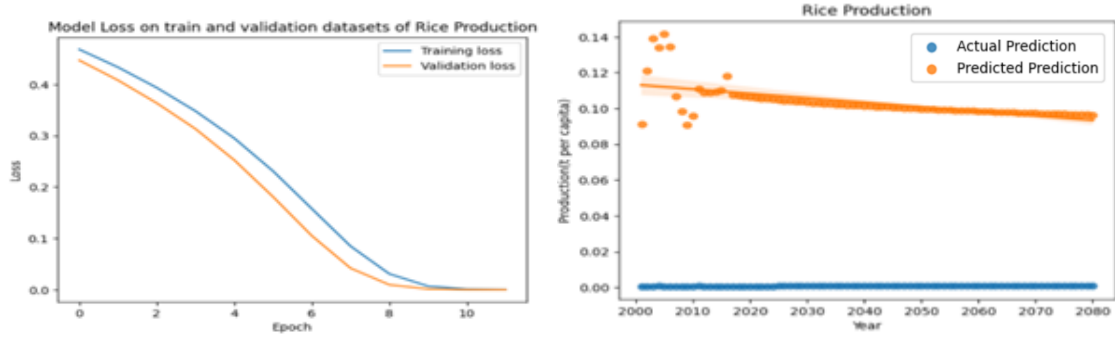 Model Loss on train and validation datasets of Rice Production
Training loss
Validation loss
0.4
0.3
0.2
0.1
0.0
Loss
0
2
4
6
8
10
Epoch
Rice Production
Actual Prediction
Predicted Prediction
0.14
0.12
0.10
0.08
0.06
0.04
0.02
0.00
Production(t per capita)
2000
2010
2020
2030
2040
2050
2060
2070
2080
Year